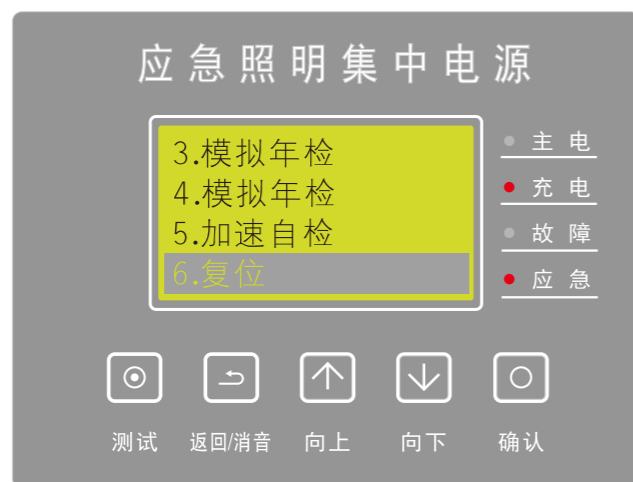 应急照明集中电源
3.模拟年检
4.模拟年检
5.加速自检
6.复位
主电
充电
故障
应急
测试
返回/消音
向上
向下
确认